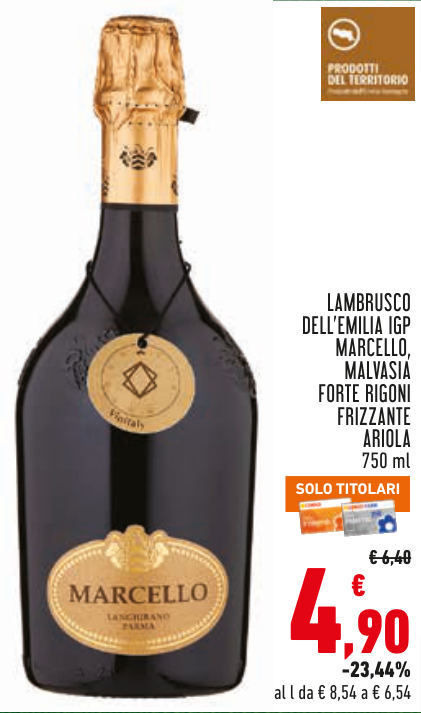 PRODOTTI
DEL TERRITORIO
LAMBRUSCO
DELL'EMILIA IGP
MARCELLO,
MALVASIA
FORTE RIGONI
FRIZZANTE
ARIOLA
750 ml
SOLO TITOLARI
€ 6,40
€
4,90
-23,44%
al l da € 8,54 a € 6,54
Vinitaly
MARCELLO
LANGHIRANO
PARMA